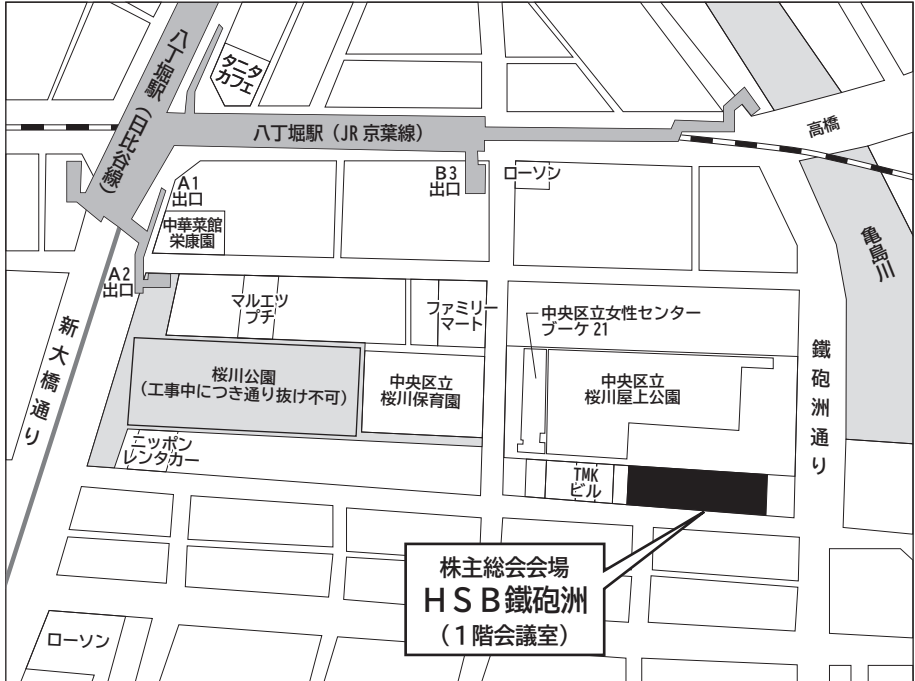 八丁堀駅（日比谷線）
タニタ
カフェ
八丁堀駅（JR 京葉線）
高橋
A1
出口
B3
出口
ローソン
中華菜館
栄康園
亀島川
A2
出口
マルエツ
プチ
ファミリー
マート
中央区立女性センター
ブーケ 21
新大橋通り
桜川公園
（工事中につき通り抜け不可）
中央区立
桜川保育園
中央区立
桜川屋上公園
鐵砲洲通り
ニッポン
レンタカー
TMK
ビル
株主総会会場
ＨＳＢ鐵砲洲
（１階会議室）
ローソン